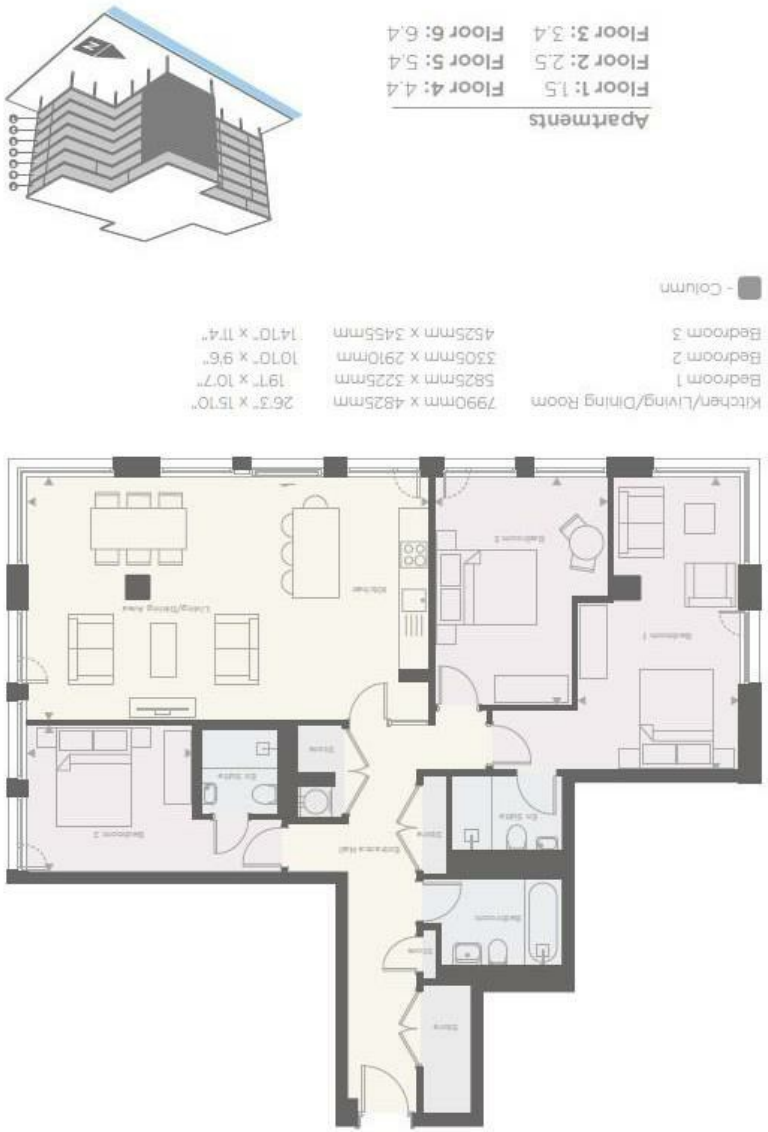 Store
Store
Bathroom
En Suite
Store
Entrance Hall
Bedroom 2
En Suite
Store
Bedroom 1
Living/Dining Area
Kitchen
Bedroom 3
Kitchen/Living/Dining Room 7990mm x 4825mm 26'3" x 15'10"
Bedroom 1 5825mm x 3225mm 19'1" x 10'7"
Bedroom 2 3305mm x 2910mm 10'10" x 9'6"
Bedroom 3 4525mm x 3455mm 14'10" x 11'4"
- Column
Apartments
Floor 1: 1.5 Floor 4: 4.4
Floor 2: 2.5 Floor 5: 5.4
Floor 3: 3.4 Floor 6: 6.4
N